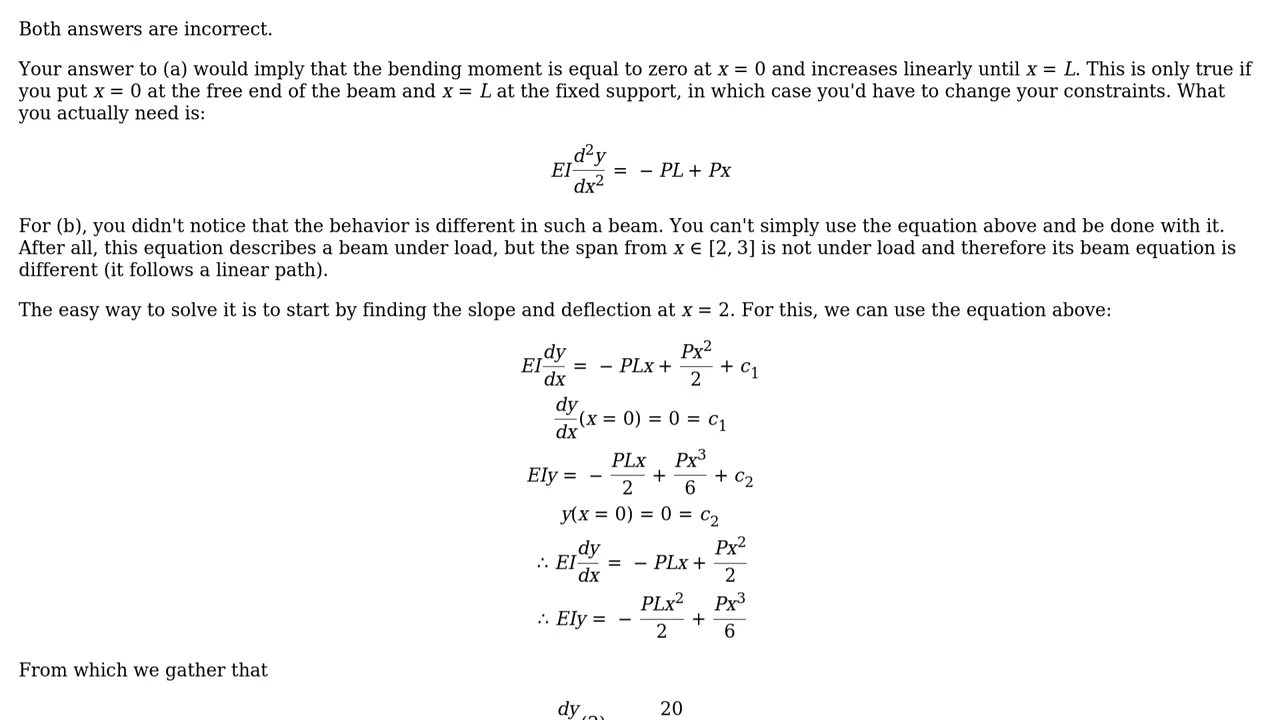 Both answers are incorrect.
Your answer to (a) would imply that the bending moment is equal to zero at x = 0 and increases linearly until x = L. This is only true if
you put x = 0 at the free end of the beam and x = L at the fixed support, in which case you'd have to change your constraints. What
you actually need is:
EI d²y/dx² = − PL + Px
For (b), you didn't notice that the behavior is different in such a beam. You can't simply use the equation above and be done with it.
After all, this equation describes a beam under load, but the span from x ∈ [2, 3] is not under load and therefore its beam equation is
different (it follows a linear path).
The easy way to solve it is to start by finding the slope and deflection at x = 2. For this, we can use the equation above:
EI dy/dx = − PLx + Px²/2 + c₁
dy/dx (x = 0) = 0 = c₁
EIy = − PLx/2 + Px³/6 + c₂
y(x = 0) = 0 = c₂
∴ EI dy/dx = − PLx + Px²/2
∴ EIy = − PLx²/2 + Px³/6
From which we gather that
dy 20